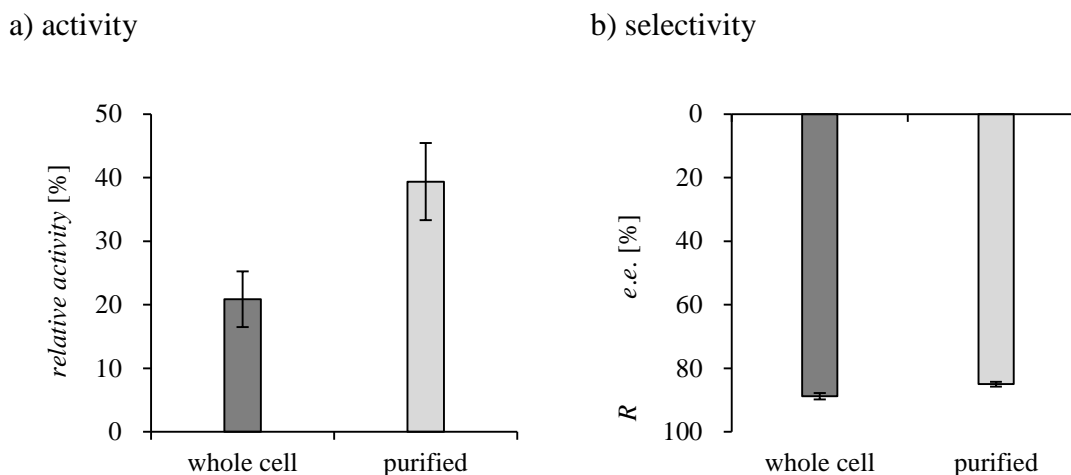 a) activity
50
40
30
20
10
0
relative activity [%]
whole cell purified
b) selectivity
0
20
40
60
80
100
R e.e. [%]
whole cell purified